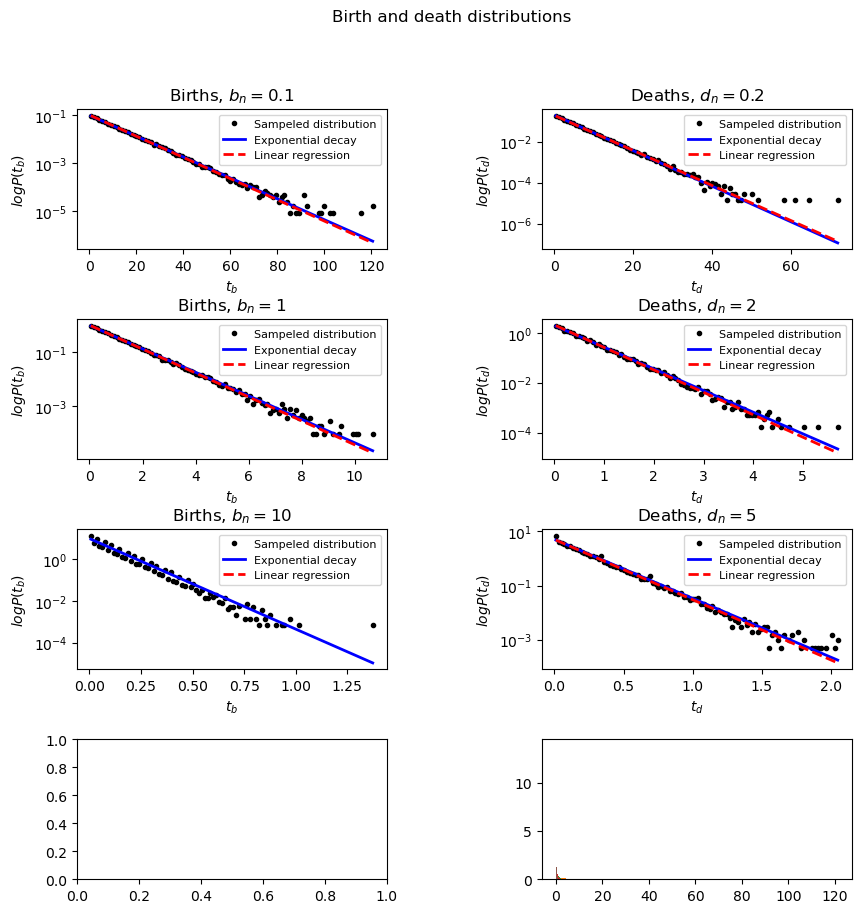 Birth and death distributions
Births, $b_n = 0.1$
10^{-1}
10^{-3}
10^{-5}
logP(t_b)
Sampeled distribution
Exponential decay
Linear regression
0 20 40 60 80 100 120
t_b
Deaths, $d_n = 0.2$
10^{-2}
10^{-4}
10^{-6}
logP(t_d)
Sampeled distribution
Exponential decay
Linear regression
0 20 40 60
t_d
Births, $b_n = 1$
10^{-1}
10^{-3}
logP(t_b)
Sampeled distribution
Exponential decay
Linear regression
0 2 4 6 8 10
t_b
Deaths, $d_n = 2$
10^{0}
10^{-2}
10^{-4}
logP(t_d)
Sampeled distribution
Exponential decay
Linear regression
0 1 2 3 4 5
t_d
Births, $b_n = 10$
10^{0}
10^{-2}
10^{-4}
logP(t_b)
Sampeled distribution
Exponential decay
Linear regression
0.00 0.25 0.50 0.75 1.00 1.25
t_b
Deaths, $d_n = 5$
10^{1}
10^{-1}
10^{-3}
logP(t_d)
Sampeled distribution
Exponential decay
Linear regression
0.0 0.5 1.0 1.5 2.0
t_d
1.0
0.8
0.6
0.4
0.2
0.0
0.0 0.2 0.4 0.6 0.8 1.0
10
5
0
0 20 40 60 80 100 120